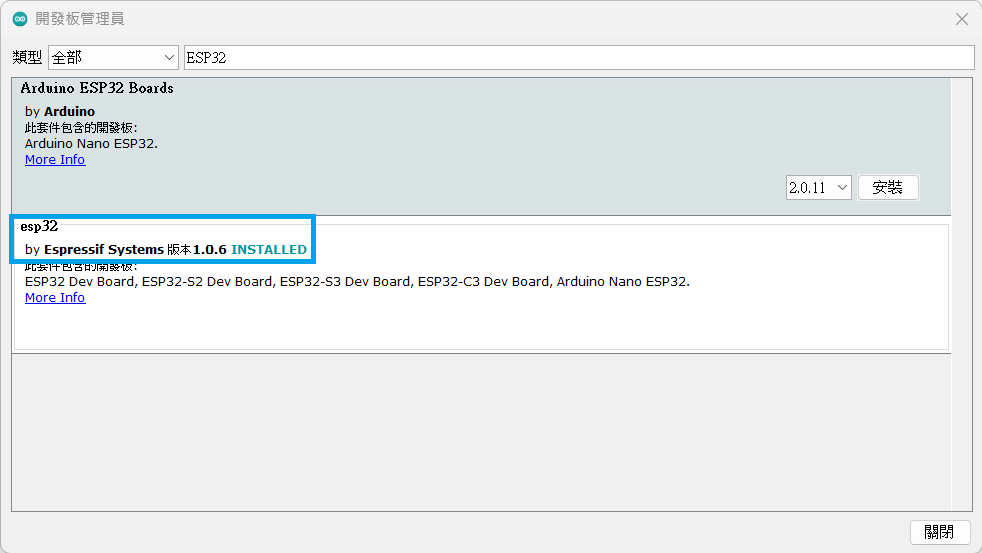 開發板管理員
類型 全部 ESP32
Arduino ESP32 Boards
by Arduino
此套件包含的開發板:
Arduino Nano ESP32.
More Info
2.0.11 安裝
esp32
by Espressif Systems 版本1.0.6 INSTALLED
此套件包含的開發板:
ESP32 Dev Board, ESP32-S2 Dev Board, ESP32-S3 Dev Board, ESP32-C3 Dev Board, Arduino Nano ESP32.
More Info
關閉